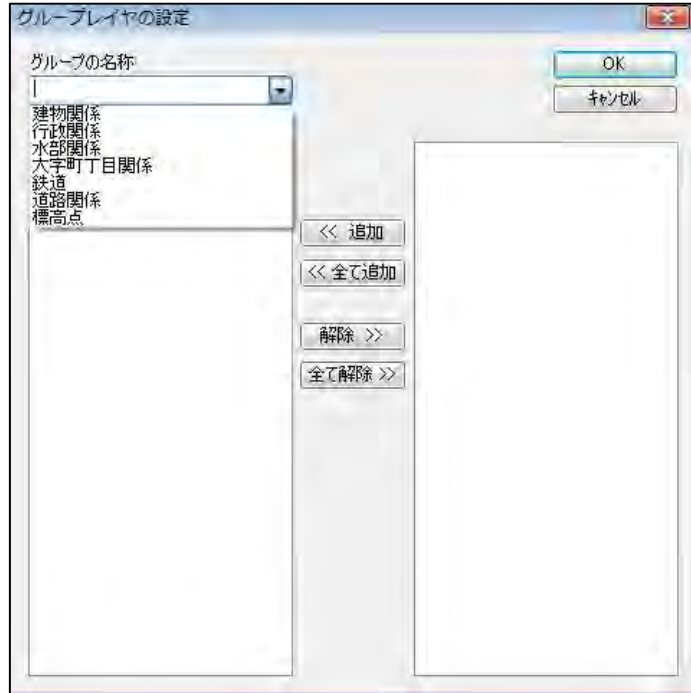 グループレイヤの設定
グループの名称
OK
キャンセル
建物関係
行政関係
水部関係
大字町丁目関係
鉄道
道路関係
標高点
<< 追加
<< 全て追加
解除 >>
全て解除 >>